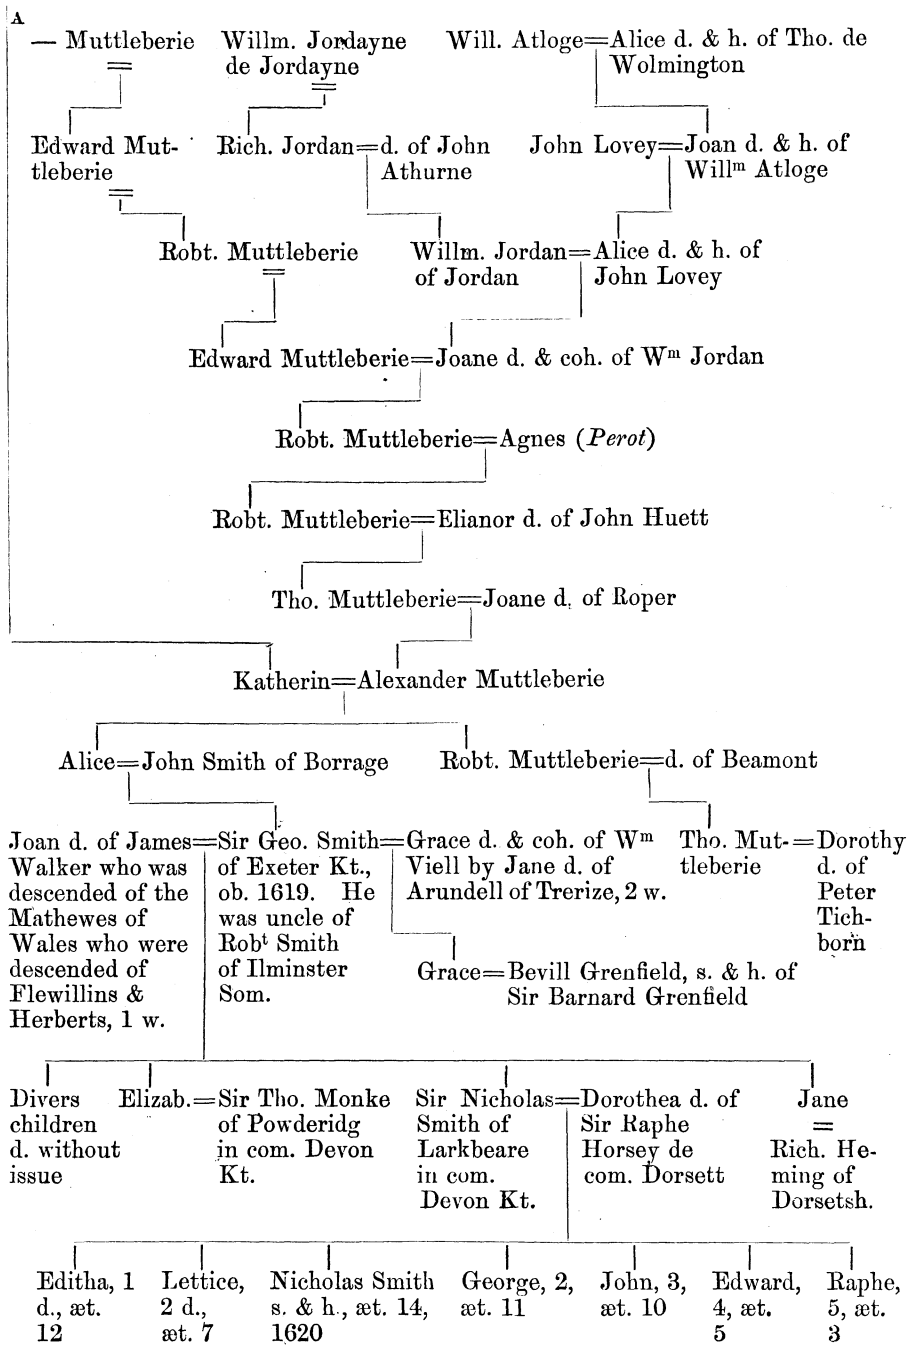 A
— Muttleberie
Willm. Jordayne
de Jordayne
Will. Atloge=Alice d. & h. of Tho. de
Wolmington
Edward Mut-
tleberie
Rich. Jordan=d. of John
Athurne
John Lovey=Joan d. & h. of
Willᵐ Atloge
Robt. Muttleberie
Willm. Jordan=Alice d. & h. of
of Jordan
John Lovey
Edward Muttleberie=Joane d. & coh. of Wᵐ Jordan
Robt. Muttleberie=Agnes (Perot)
Robt. Muttleberie=Elianor d. of John Huett
Tho. Muttleberie=Joane d. of Roper
Katherin=Alexander Muttleberie
Alice=John Smith of Borrage
Robt. Muttleberie=d. of Beamont
Joan d. of James=
Walker who was
descended of the
Mathewes of
Wales who were
descended of
Flewillins &
Herberts, 1 w.
Sir Geo. Smith=
of Exeter Kt.,
ob. 1619. He
was uncle of
Robᵗ Smith
of Ilminster
Som.
Grace d. & coh. of Wᵐ
Viell by Jane d. of
Arundell of Trerize, 2 w.
Tho. Mut-=
tleberie
Dorothy
d. of
Peter
Tich-
born
Grace=Bevill Grenfield, s. & h. of
Sir Barnard Grenfield
Divers
children
d. without
issue
Elizab.=Sir Tho. Monke
of Powderidg
in com. Devon
Kt.
Sir Nicholas=
Smith of
Larkbeare
in com.
Devon Kt.
Dorothea d. of
Sir Raphe
Horsey de
com. Dorsett
Jane
=
Rich. He-
ming of
Dorsetsh.
Editha, 1
d., æt.
12
Lettice,
2 d.,
æt. 7
Nicholas Smith
s. & h., æt. 14,
1620
George, 2,
æt. 11
John, 3,
æt. 10
Edward,
4, æt.
5
Raphe,
5, æt.
3